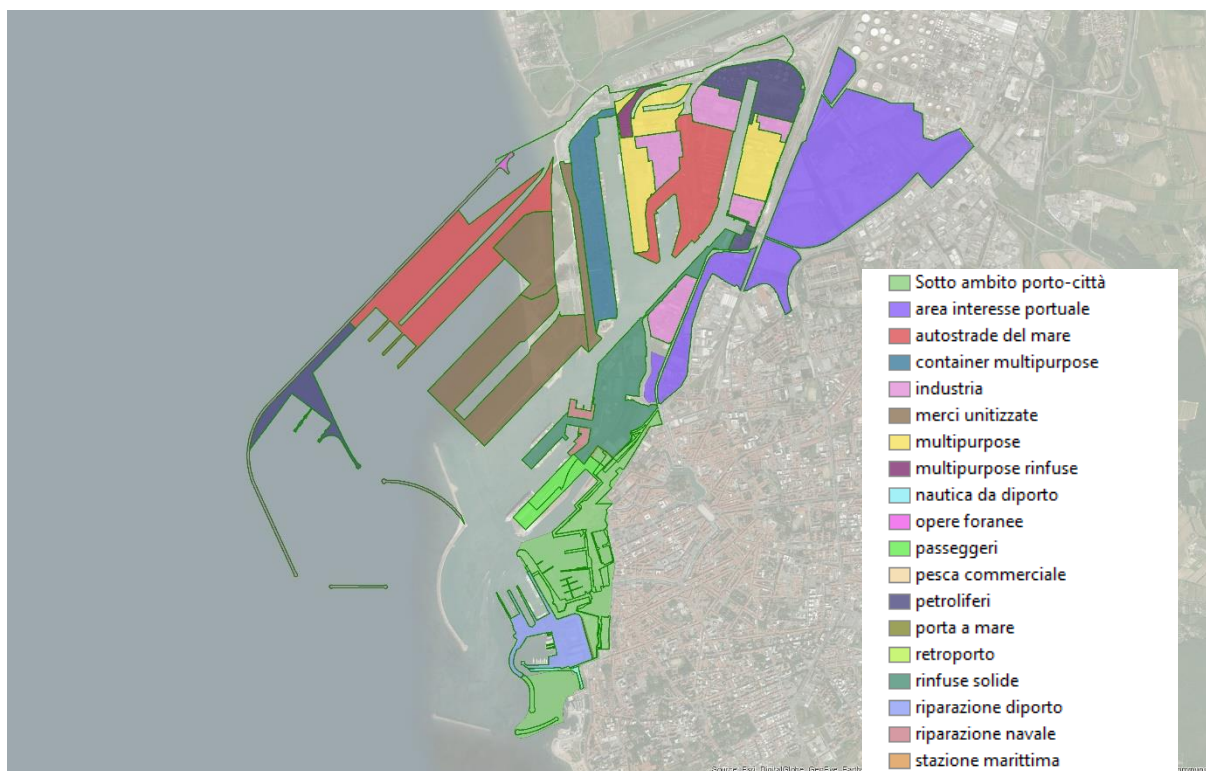 Sotto ambito porto-città
area interesse portuale
autostrade del mare
container multipurpose
industria
merci unitizzate
multipurpose
multipurpose rinfuse
nautica da diporto
opere foranee
passeggeri
pesca commerciale
petroliferi
porta a mare
retroporto
rinfuse solide
riparazione diporto
riparazione navale
stazione marittima